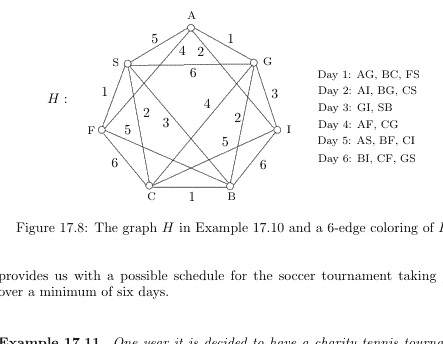 A
5
1
4
2
S
G
6
H :
1
3
4
2
3
2
F
5
I
5
6
6
C
1
B
Day 1: AG, BC, FS
Day 2: AI, BG, CS
Day 3: GI, SB
Day 4: AF, CG
Day 5: AS, BF, CI
Day 6: BI, CF, GS
Figure 17.8: The graph H in Example 17.10 and a 6-edge coloring of
provides us with a possible schedule for the soccer tournament taking
over a minimum of six days.
Example 17.11 One year it is decided to have a charity tennis